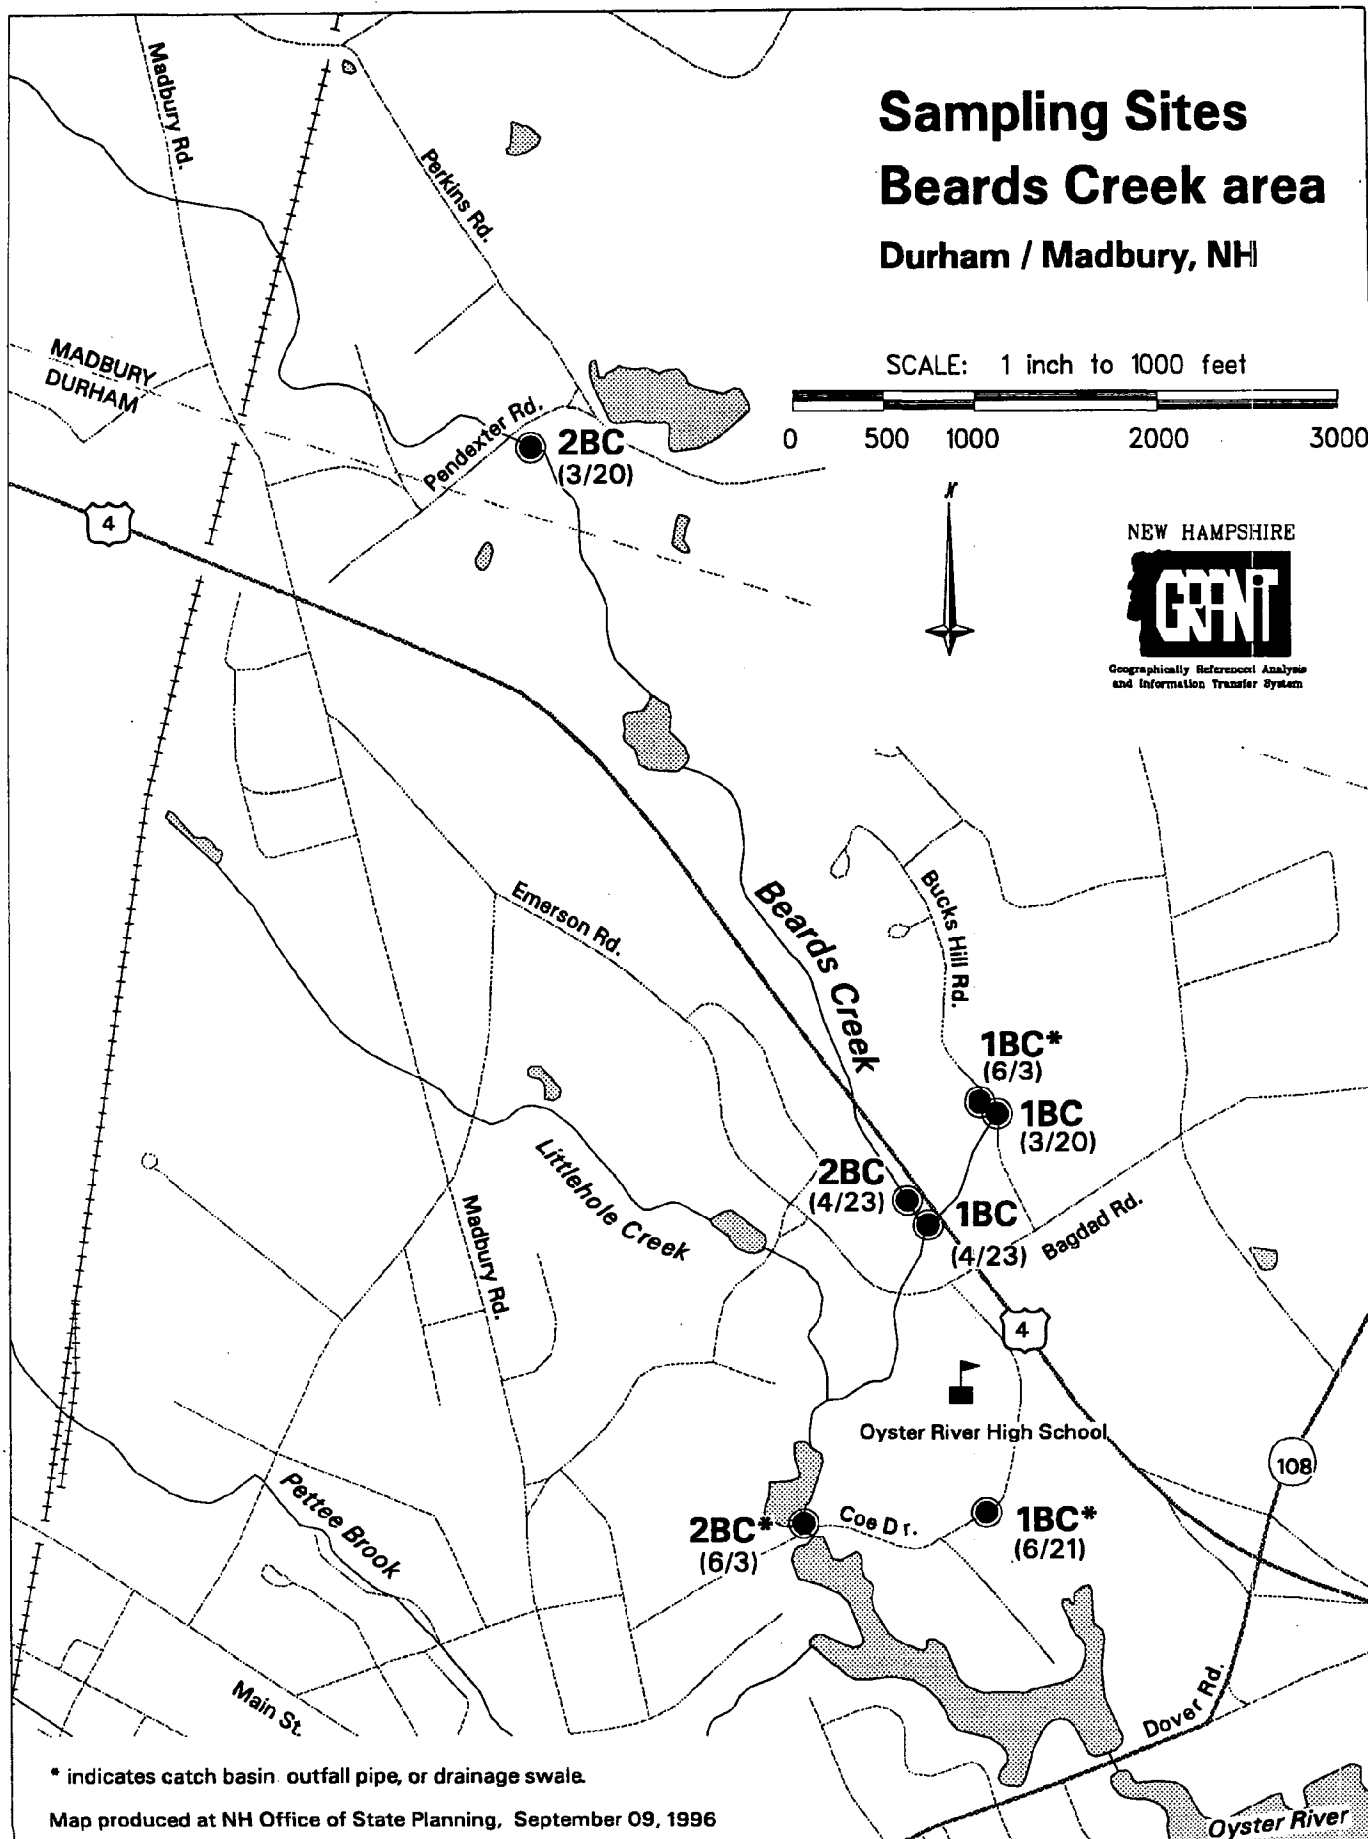 Sampling Sites
Beards Creek area
Durham / Madbury, NH
SCALE: 1 inch to 1000 feet
0 500 1000 2000 3000
N
NEW HAMPSHIRE
GRANIT
Geographically Referenced Analysis
and Information Transfer System
Madbury Rd.
Perkins Rd.
MADBURY
DURHAM
Pendexter Rd.
2BC
(3/20)
4
Emerson Rd.
Beards Creek
Bucks Hill Rd.
1BC*
(6/3)
1BC
(3/20)
2BC
(4/23)
1BC
(4/23)
Bagdad Rd.
Littlehole Creek
Madbury Rd.
4
Oyster River High School
108
Pettee Brook
2BC*
(6/3)
Coe Dr.
1BC*
(6/21)
Main St.
Dover Rd.
Oyster River
* indicates catch basin outfall pipe, or drainage swale.
Map produced at NH Office of State Planning, September 09, 1996